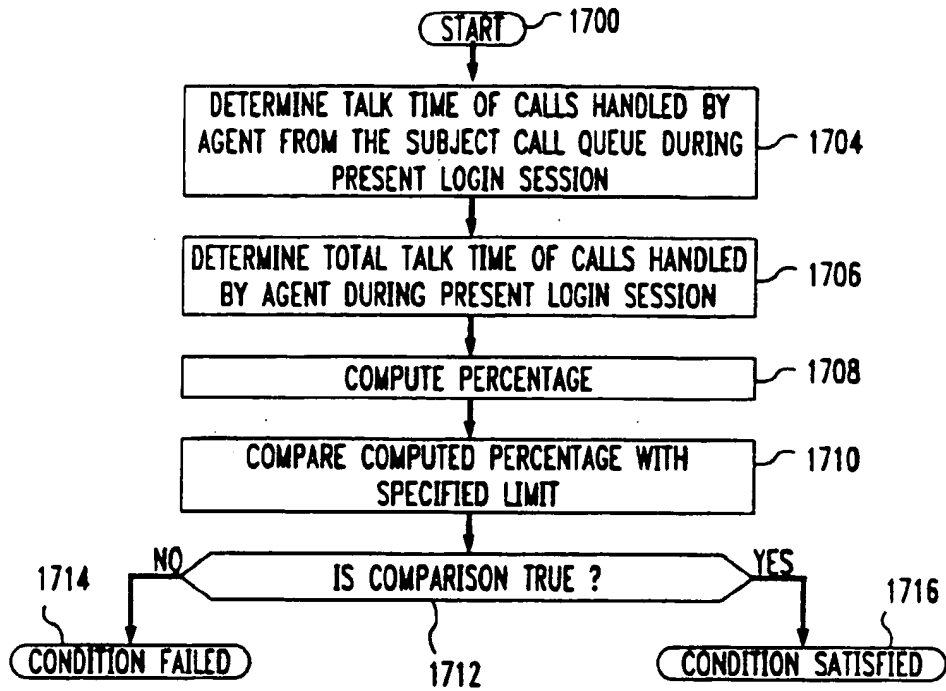 START
1700
DETERMINE TALK TIME OF CALLS HANDLED BY
AGENT FROM THE SUBJECT CALL QUEUE DURING
PRESENT LOGIN SESSION
1704
DETERMINE TOTAL TALK TIME OF CALLS HANDLED
BY AGENT DURING PRESENT LOGIN SESSION
1706
COMPUTE PERCENTAGE
1708
COMPARE COMPUTED PERCENTAGE WITH
SPECIFIED LIMIT
1710
NO
IS COMPARISON TRUE ?
YES
1712
1714
CONDITION FAILED
1716
CONDITION SATISFIED